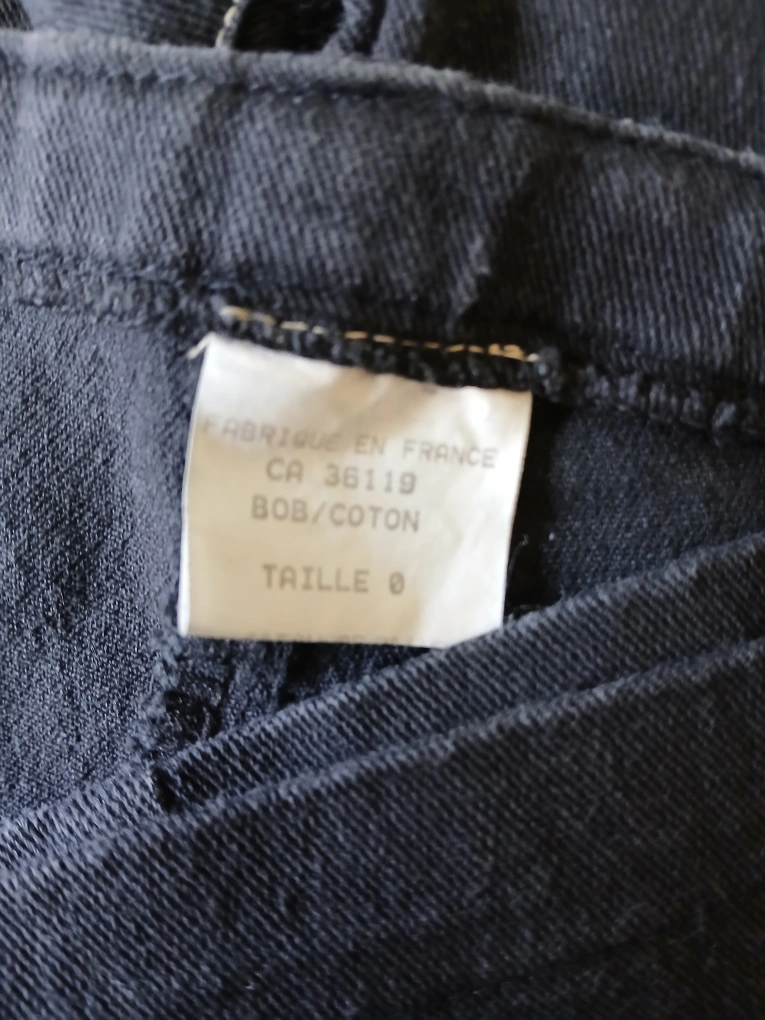 FABRIQUE EN FRANCE
CA 36119
BOB/COTON
TAILLE 0